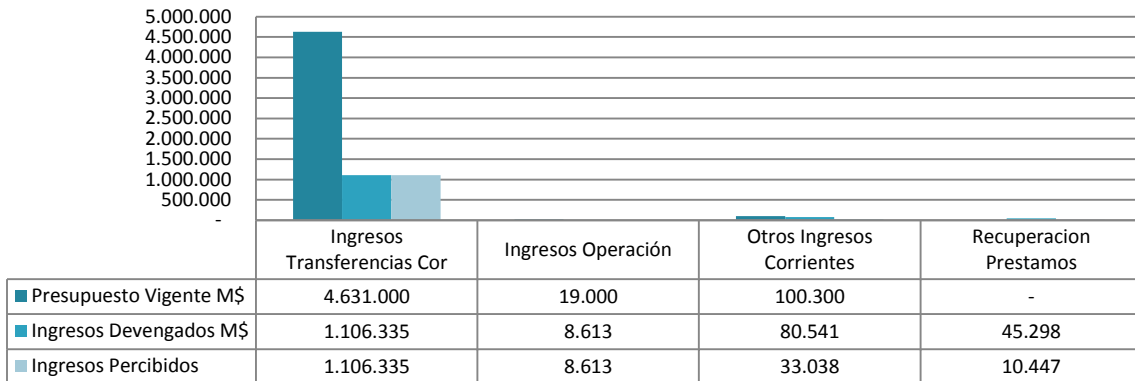 5.000.000
4.500.000
4.000.000
3.500.000
3.000.000
2.500.000
2.000.000
1.500.000
1.000.000
500.000
-
Ingresos
Transferencias Cor
Ingresos Operación
Otros Ingresos
Corrientes
Recuperacion
Prestamos
Presupuesto Vigente M$ 4.631.000 19.000 100.300 -
Ingresos Devengados M$ 1.106.335 8.613 80.541 45.298
Ingresos Percibidos 1.106.335 8.613 33.038 10.447